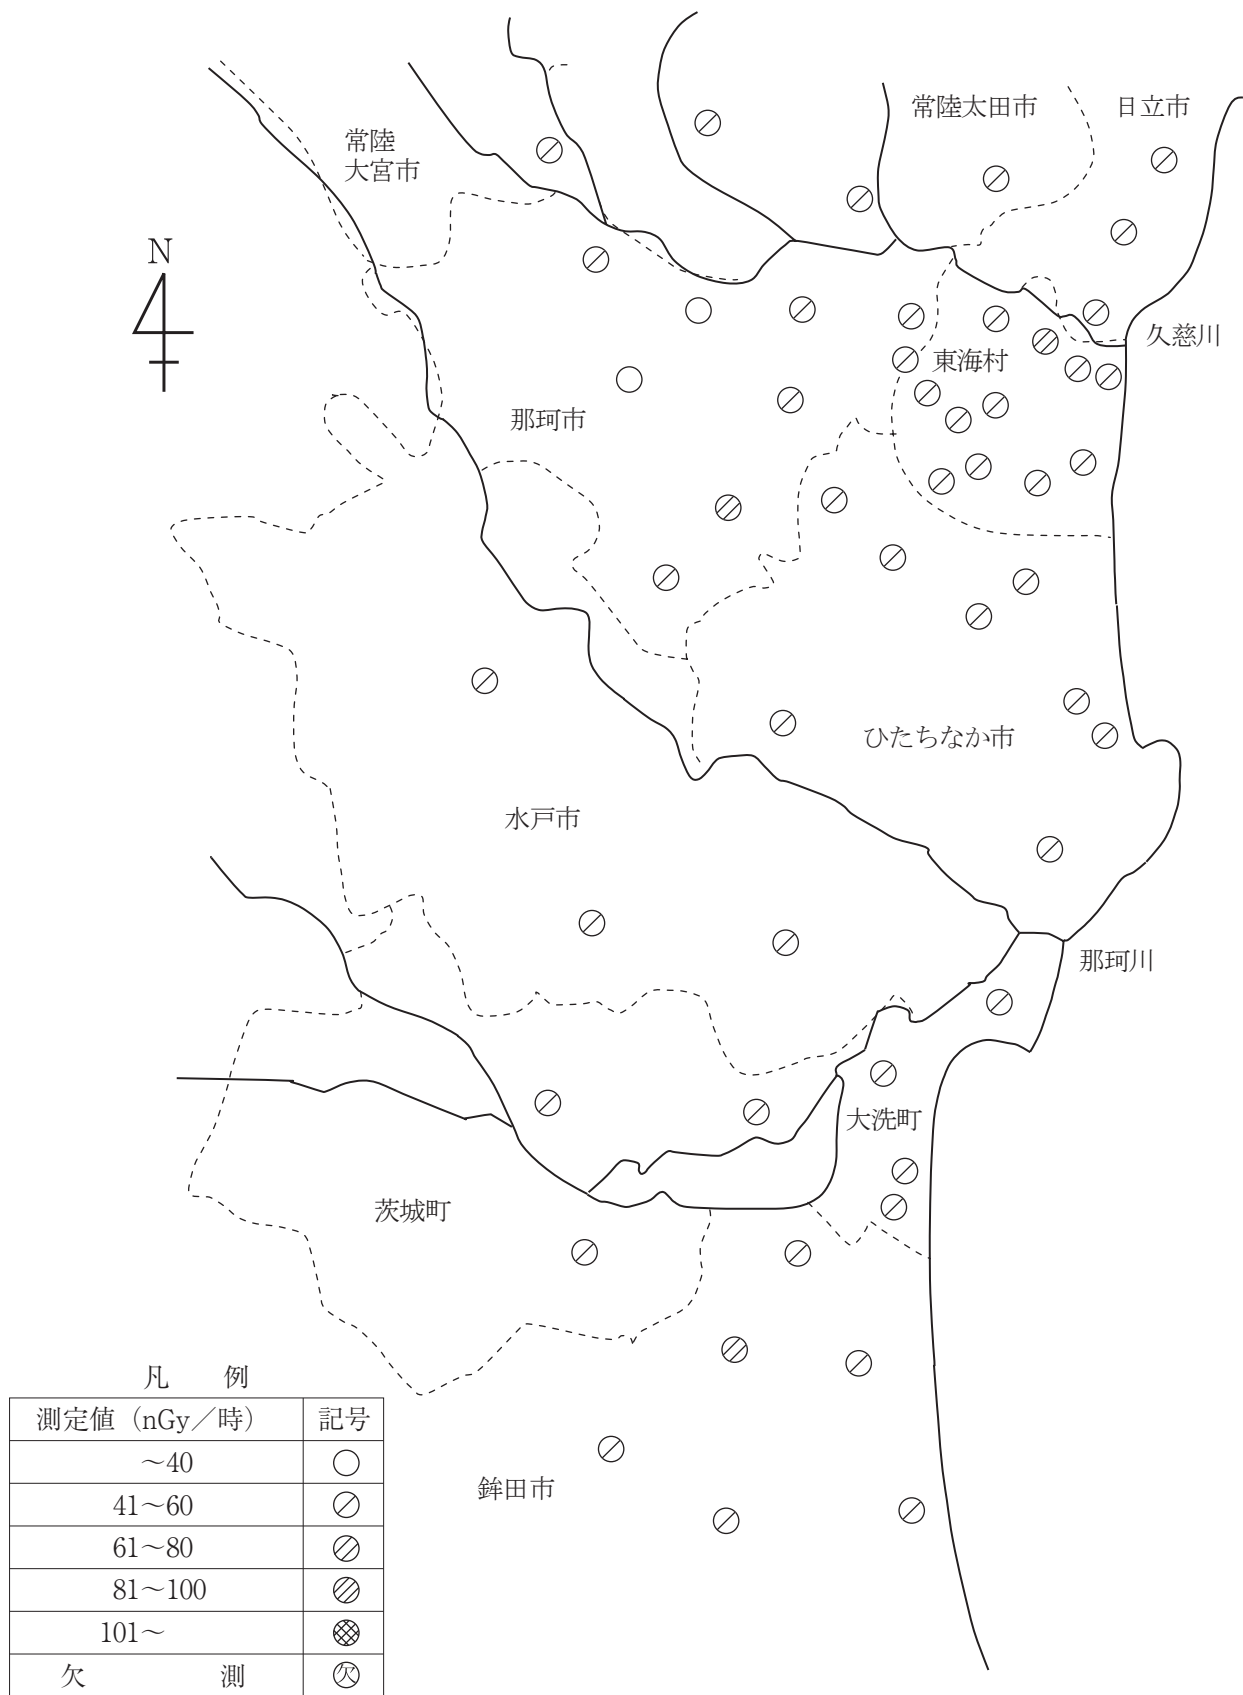 常陸太田市
日立市
常陸
大宮市
N
久慈川
東海村
那珂市
ひたちなか市
水戸市
那珂川
大洗町
茨城町
鉾田市
凡 例
測定値（nGy／時） 記号
～40
41～60
61～80
81～100
101～
欠 測 欠